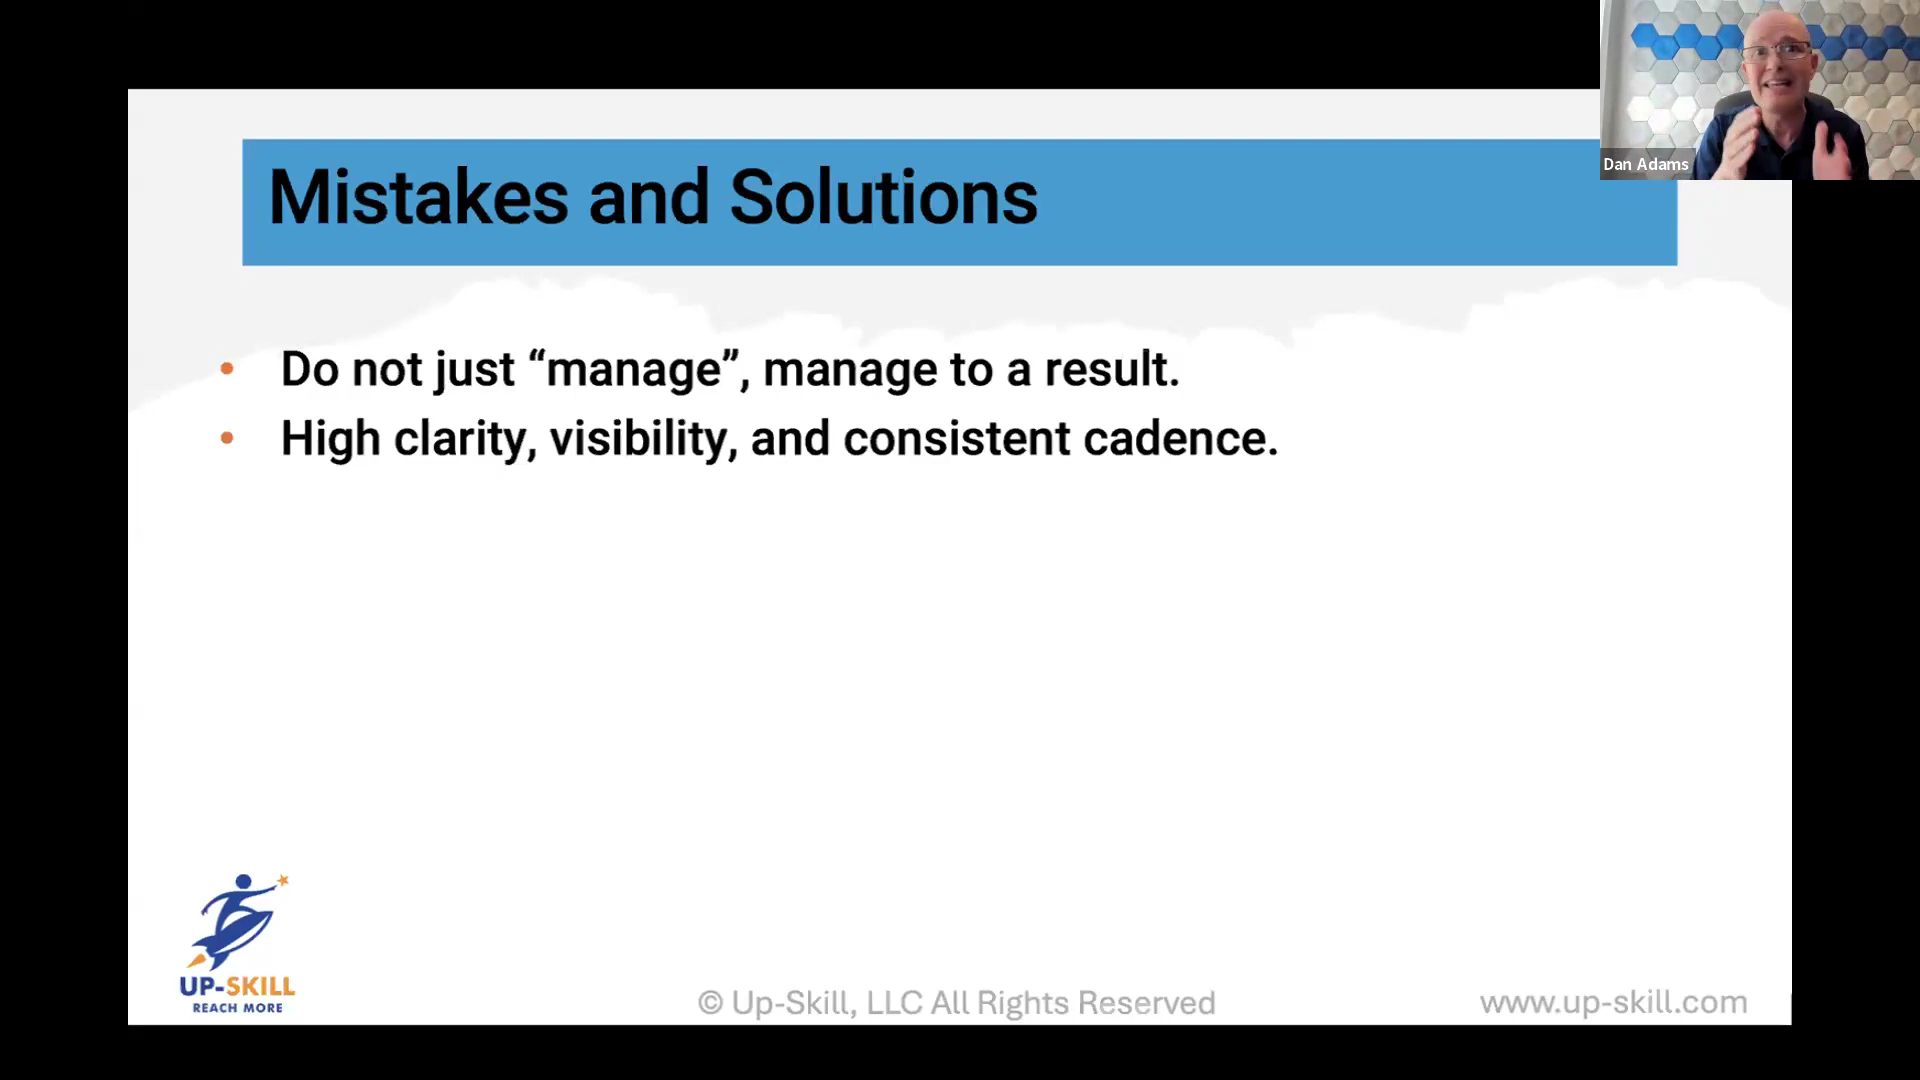 Dan Adams
Mistakes and Solutions
• Do not just “manage”, manage to a result.
• High clarity, visibility, and consistent cadence.
UP-SKILL
REACH MORE
© Up-Skill, LLC All Rights Reserved
www.up-skill.com